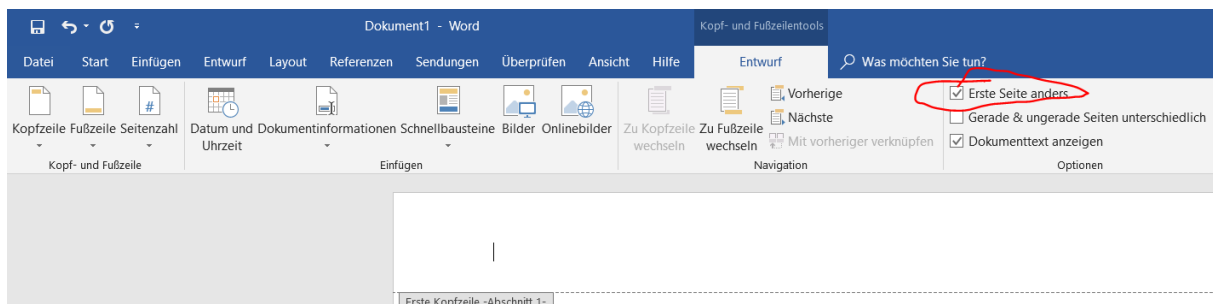 Dokument1 - Word
Kopf- und Fußzeilentools
Datei Start Einfügen Entwurf Layout Referenzen Sendungen Überprüfen Ansicht Hilfe Entwurf Was möchten Sie tun?
Kopfzeile Fußzeile Seitenzahl
Kopf- und Fußzeile
#
Datum und Uhrzeit
Dokumentinformationen Schnellbausteine Bilder Onlinebilder
Einfügen
Zu Kopfzeile wechseln
Zu Fußzeile wechseln
Vorherige
Nächste
Mit vorheriger verknüpfen
Navigation
Erste Seite anders
Gerade & ungerade Seiten unterschiedlich
Dokumenttext anzeigen
Optionen
Erste Kopfzeile -Abschnitt 1-